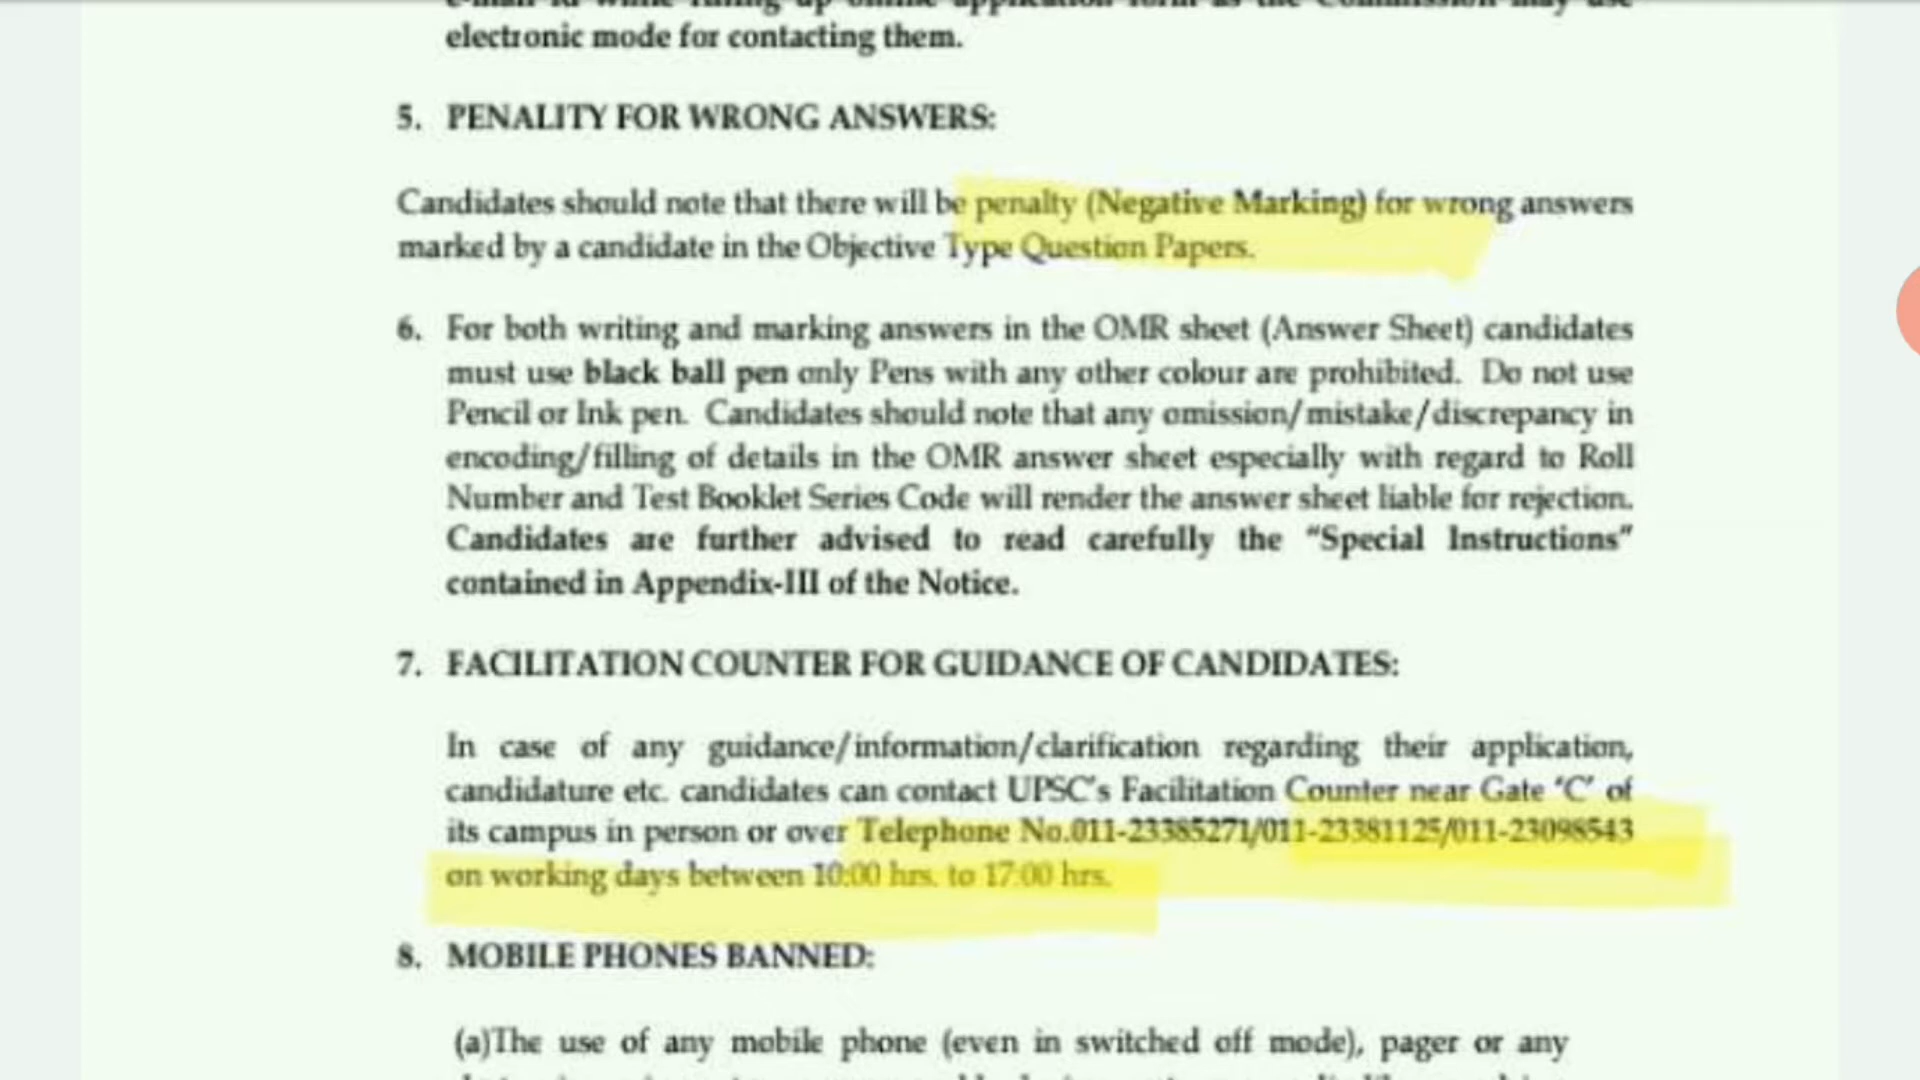 electronic mode for contacting them.
5. PENALITY FOR WRONG ANSWERS:
Candidates should note that there will be penalty (Negative Marking) for wrong answers
marked by a candidate in the Objective Type Question Papers.
6. For both writing and marking answers in the OMR sheet (Answer Sheet) candidates
must use black ball pen only Pens with any other colour are prohibited. Do not use
Pencil or Ink pen. Candidates should note that any omission/mistake/discrepancy in
encoding/filling of details in the OMR answer sheet especially with regard to Roll
Number and Test Booklet Series Code will render the answer sheet liable for rejection.
Candidates are further advised to read carefully the “Special Instructions”
contained in Appendix-III of the Notice.
7. FACILITATION COUNTER FOR GUIDANCE OF CANDIDATES:
In case of any guidance/information/clarification regarding their application,
candidature etc. candidates can contact UPSC's Facilitation Counter near Gate ‘C’ of
its campus in person or over Telephone No.011-23385271/011-23381125/011-23098543
on working days between 10:00 hrs. to 17:00 hrs.
8. MOBILE PHONES BANNED:
(a)The use of any mobile phone (even in switched off mode), pager or any